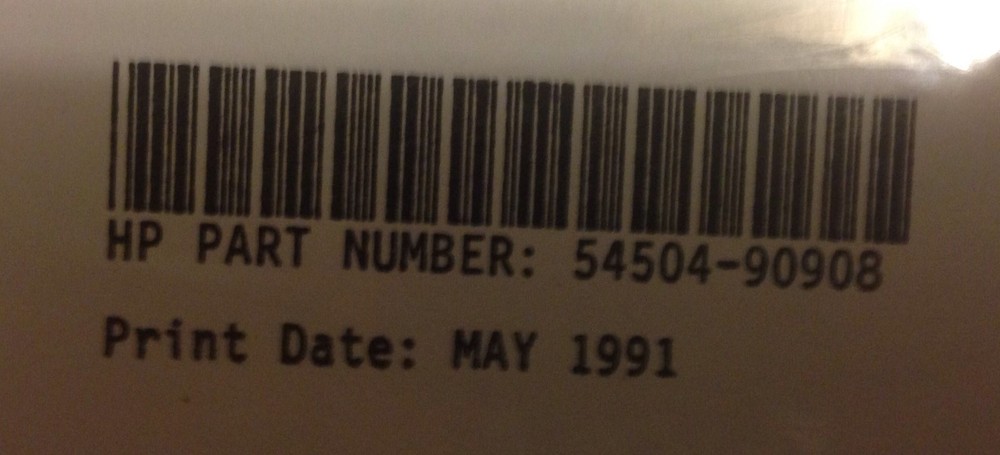 HP PART NUMBER: 54504-90908
Print Date: MAY 1991